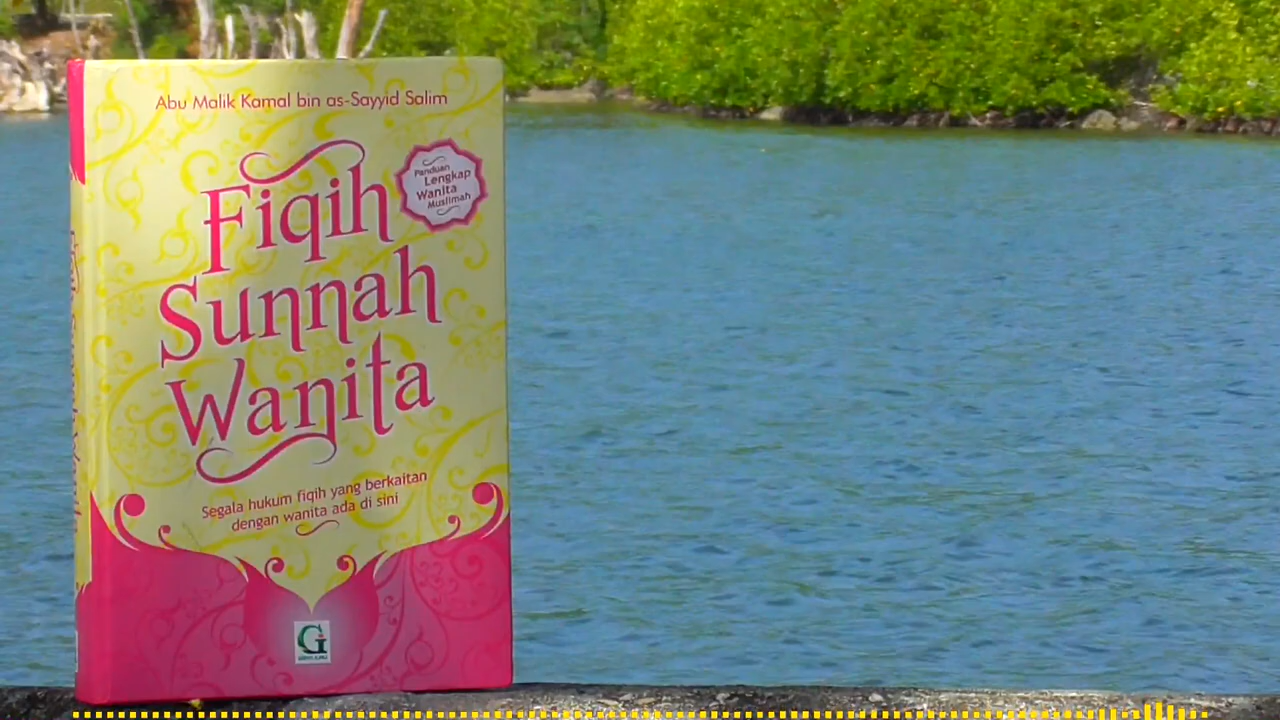 Abu Malik Kamal bin as-Sayyid Salim
Fiqih
Sunnah
Wanita
Panduan
Lengkap
Wanita
Muslimah
Segala hukum fiqih yang berkaitan
dengan wanita ada di sini
G